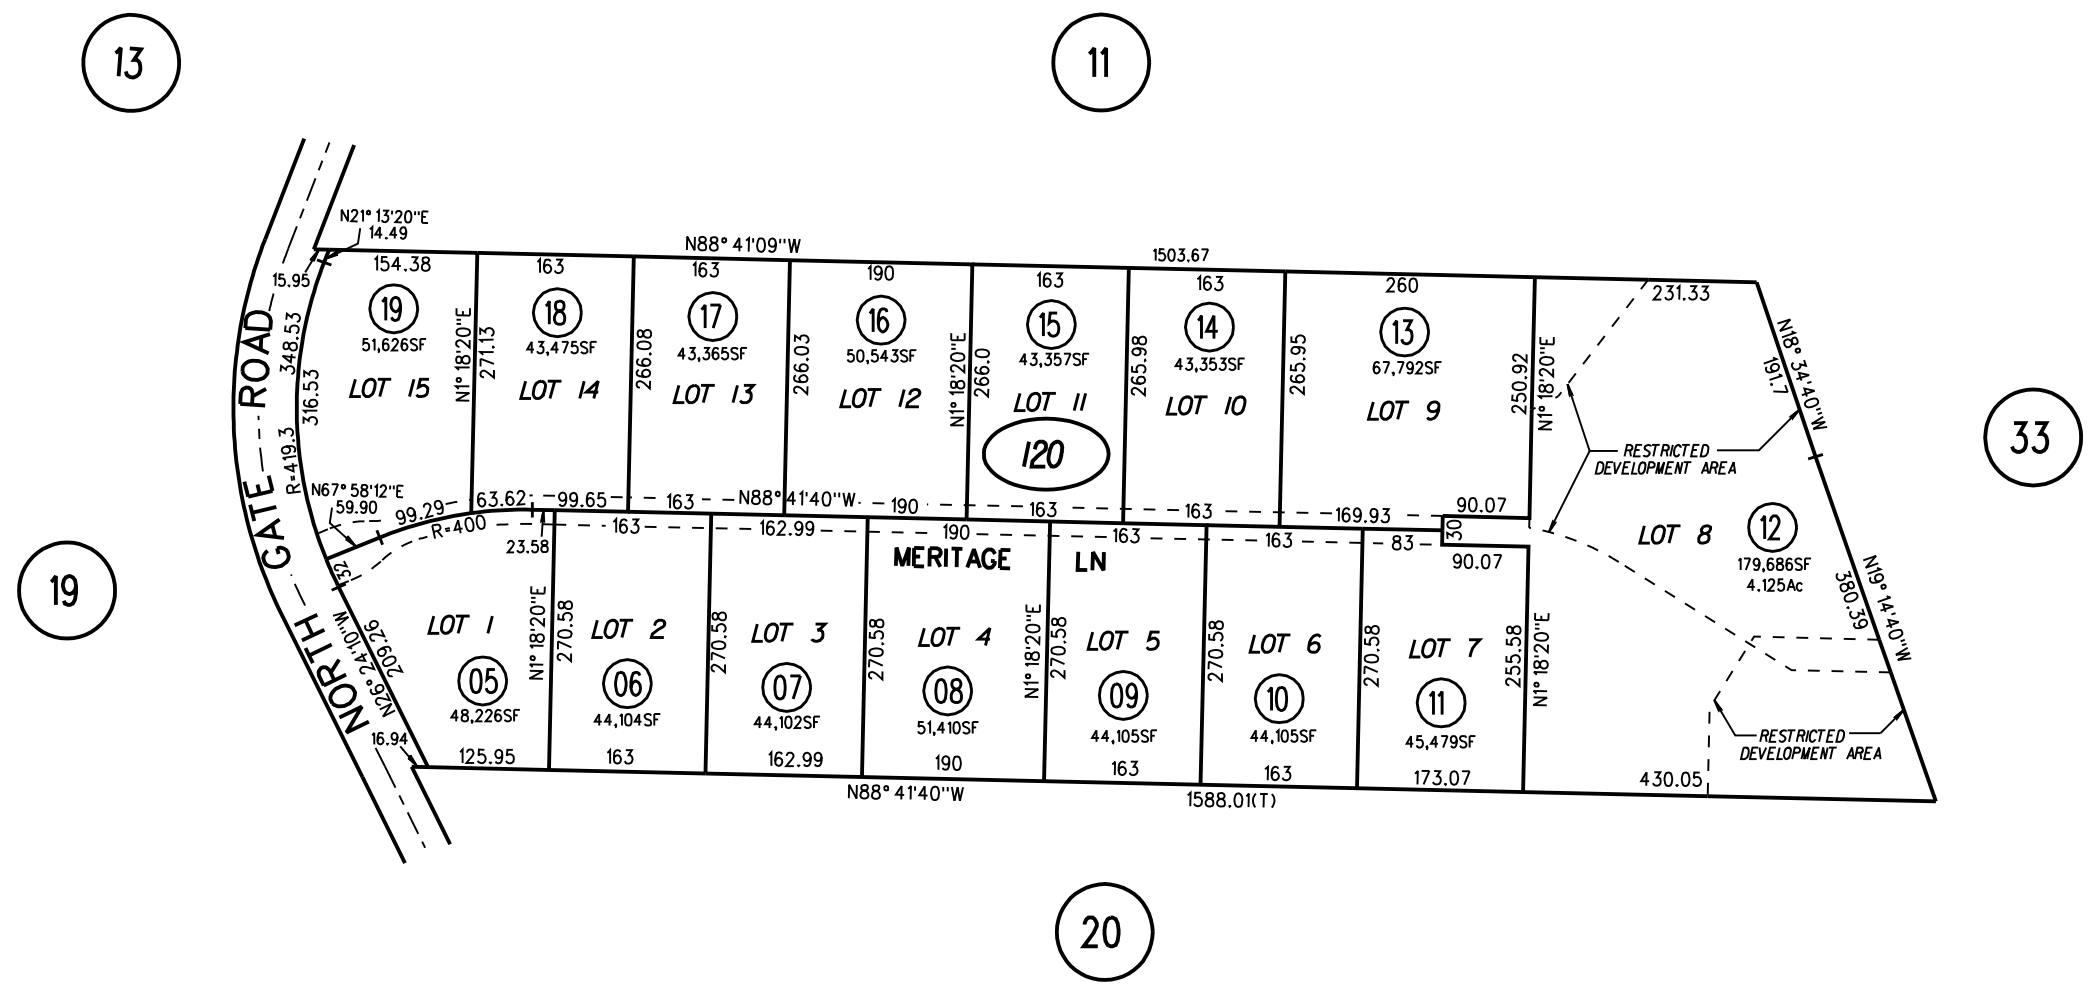 13
11
N21° 13'20"E
14.49
N88° 41'09"W
1503.67
15.95
154.38
163
163
190
163
163
260
231.33
19
51,626SF
LOT 15
18
43,475SF
LOT 14
17
43,365SF
LOT 13
16
50,543SF
LOT 12
15
43,357SF
LOT 11
14
43,353SF
LOT 10
13
67,792SF
LOT 9
348.53
316.53
R=419.3
N1° 18'20"E
271.13
266.08
266.03
N1° 18'20"E
266.0
265.98
265.95
250.92
N1° 18'20"E
N18° 34'40"W
191.7
120
RESTRICTED
DEVELOPMENT AREA
33
N67° 58'12"E
59.90
99.29
63.62
99.65
163
N88° 41'40"W
190
163
163
169.93
90.07
30
R=400
23.58
163
162.99
190
163
163
83
90.07
MERITAGE LN
32
LOT 8
12
179,686SF
4.125Ac
N19° 14'40"W
380.39
19
NORTH GATE ROAD
N26° 24'10"W
209.26
16.94
LOT 1
05
48,226SF
LOT 2
06
44,104SF
LOT 3
07
44,102SF
LOT 4
08
51,410SF
LOT 5
09
44,105SF
LOT 6
10
44,105SF
LOT 7
11
45,479SF
N1° 18'20"E
270.58
270.58
270.58
N1° 18'20"E
270.58
270.58
270.58
255.58
N1° 18'20"E
RESTRICTED
DEVELOPMENT AREA
125.95
163
162.99
190
163
163
173.07
430.05
N88° 41'40"W
1588.01(T)
20